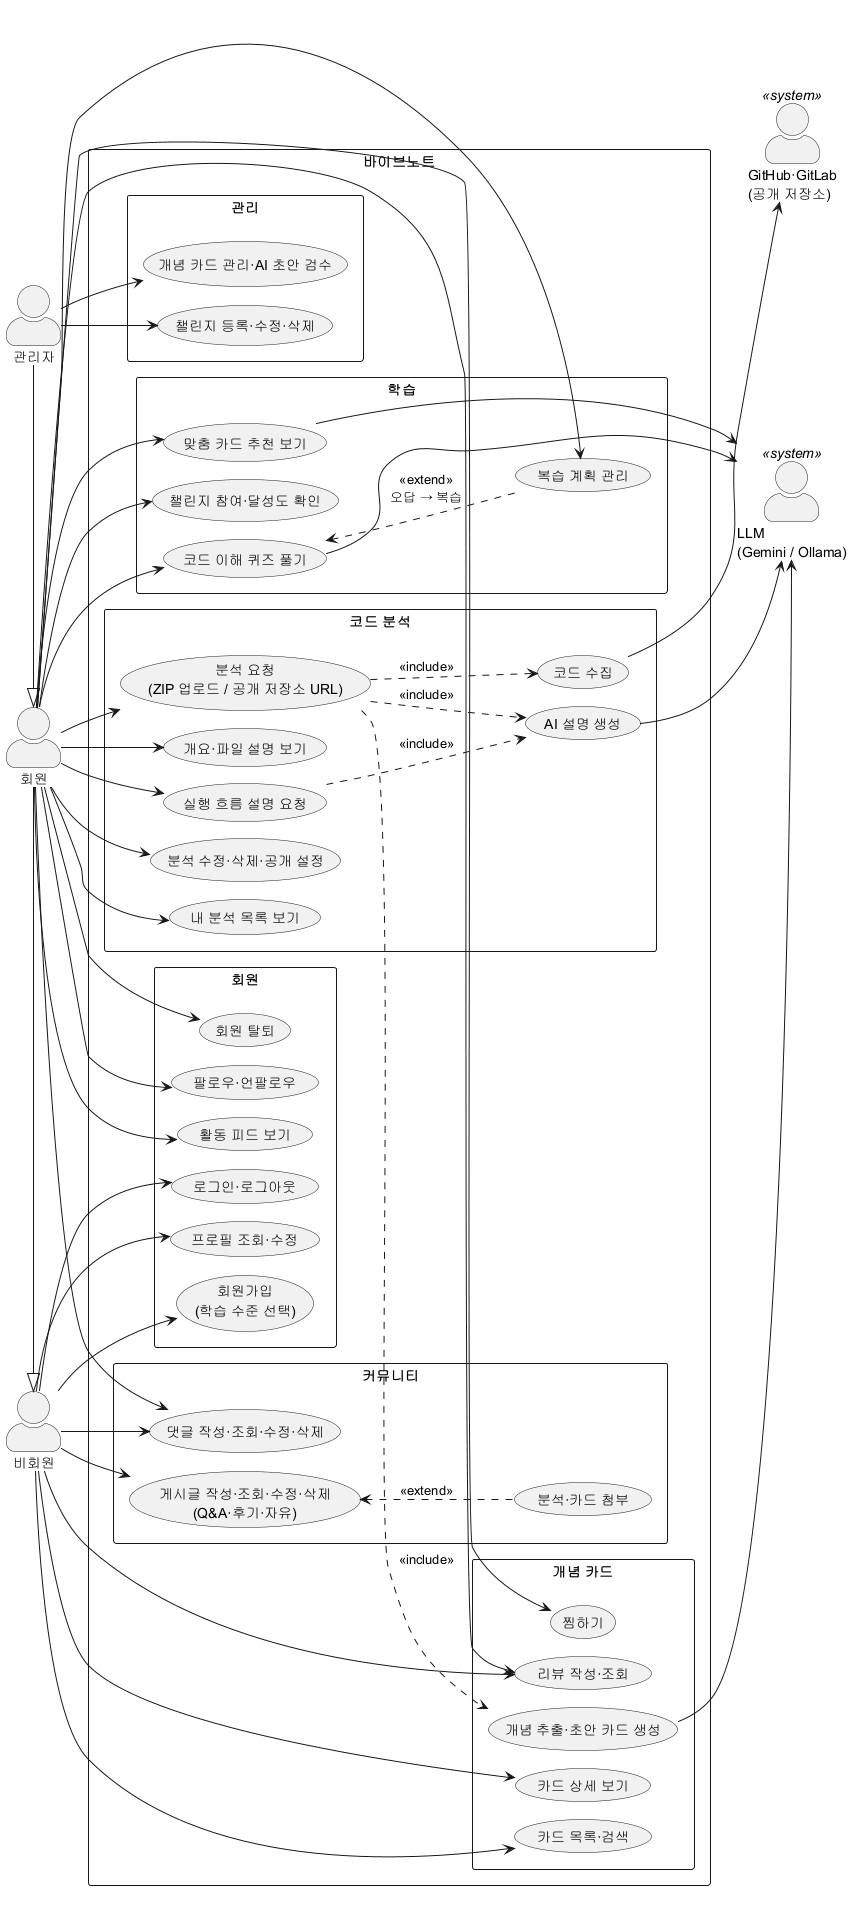 «system»
GitHub·GitLab
(공개 저장소)
바이브노트
관리
개념 카드 관리·AI 초안 검수
챌린지 등록·수정·삭제
관리자
학습
맞춤 카드 추천 보기
챌린지 참여·달성도 확인
코드 이해 퀴즈 풀기
«extend»
오답 → 복습
복습 계획 관리
«system»
LLM
(Gemini / Ollama)
코드 분석
분석 요청
(ZIP 업로드 / 공개 저장소 URL)
«include»
코드 수집
«include»
AI 설명 생성
개요·파일 설명 보기
«include»
실행 흐름 설명 요청
분석 수정·삭제·공개 설정
내 분석 목록 보기
회원
회원
회원 탈퇴
팔로우·언팔로우
활동 피드 보기
로그인·로그아웃
프로필 조회·수정
회원가입
(학습 수준 선택)
커뮤니티
댓글 작성·조회·수정·삭제
비회원
게시글 작성·조회·수정·삭제
(Q&A·후기·자유)
«extend»
분석·카드 첨부
«include»
개념 카드
찜하기
리뷰 작성·조회
개념 추출·초안 카드 생성
카드 상세 보기
카드 목록·검색